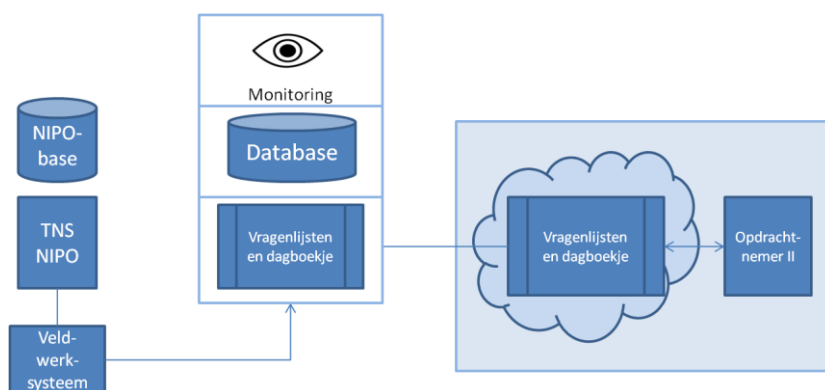 Monitoring
NIPO-
base
Database
TNS
NIPO
Vragenlijsten
en dagboekje
Vragenlijsten
en dagboekje
Opdracht-
nemer II
Veld-
werk-
systeem